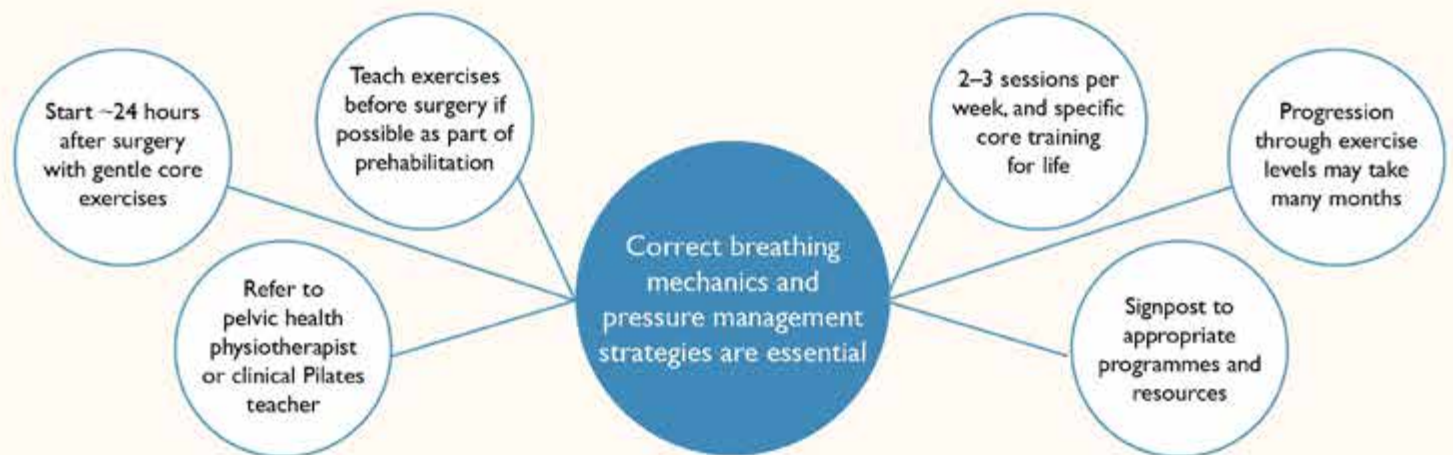 Start ~24 hours
after surgery
with gentle core
exercises
Teach exercises
before surgery if
possible as part of
prehabilitation
Refer to
pelvic health
physiotherapist
or clinical Pilates
teacher
Correct breathing
mechanics and
pressure management
strategies are essential
2–3 sessions per
week, and specific
core training
for life
Progression
through exercise
levels may take
many months
Signpost to
appropriate
programmes and
resources